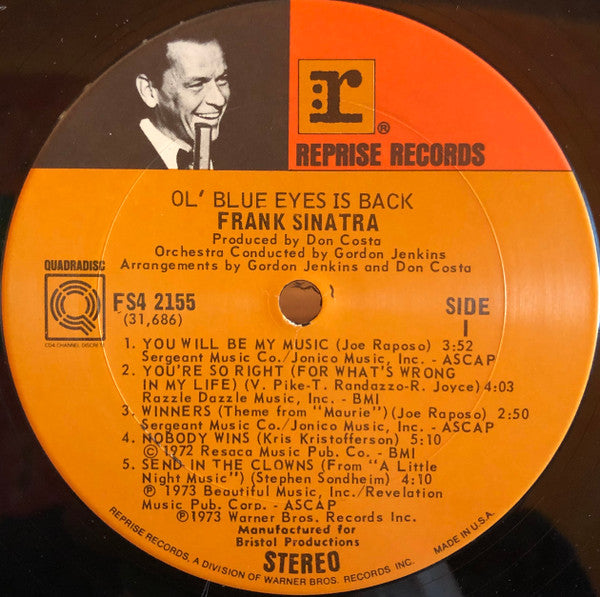 r
®
REPRISE RECORDS
OL' BLUE EYES IS BACK
FRANK SINATRA
Produced by Don Costa
Orchestra Conducted by Gordon Jenkins
Arrangements by Gordon Jenkins and Don Costa
QUADRADISC
FS4 2155
(31,686)
SIDE
1
1. YOU WILL BE MY MUSIC (Joe Raposo) 3:52
Sergeant Music Co./Jonico Music, Inc. - ASCAP
2. YOU'RE SO RIGHT (FOR WHAT'S WRONG
IN MY LIFE) (V. Pike-T. Randazzo-R. Joyce) 4:03
Razzle Dazzle Music, Inc. - BMI
3. WINNERS (Theme from "Maurie") (Joe Raposo) 2:50
Sergeant Music Co./Jonico Music, Inc. - ASCAP
4. NOBODY WINS (Kris Kristofferson) 5:10
© 1972 Resaca Music Pub. Co. - BMI
5. SEND IN THE CLOWNS (From "A Little
Night Music") (Stephen Sondheim) 4:10
℗ 1973 Beautiful Music, Inc./Revelation
Music Pub. Corp. - ASCAP
℗1973 Warner Bros. Records Inc.
Manufactured for
Bristol Productions
STEREO
REPRISE RECORDS, A DIVISION OF WARNER BROS. RECORDS INC.
MADE IN U.S.A.